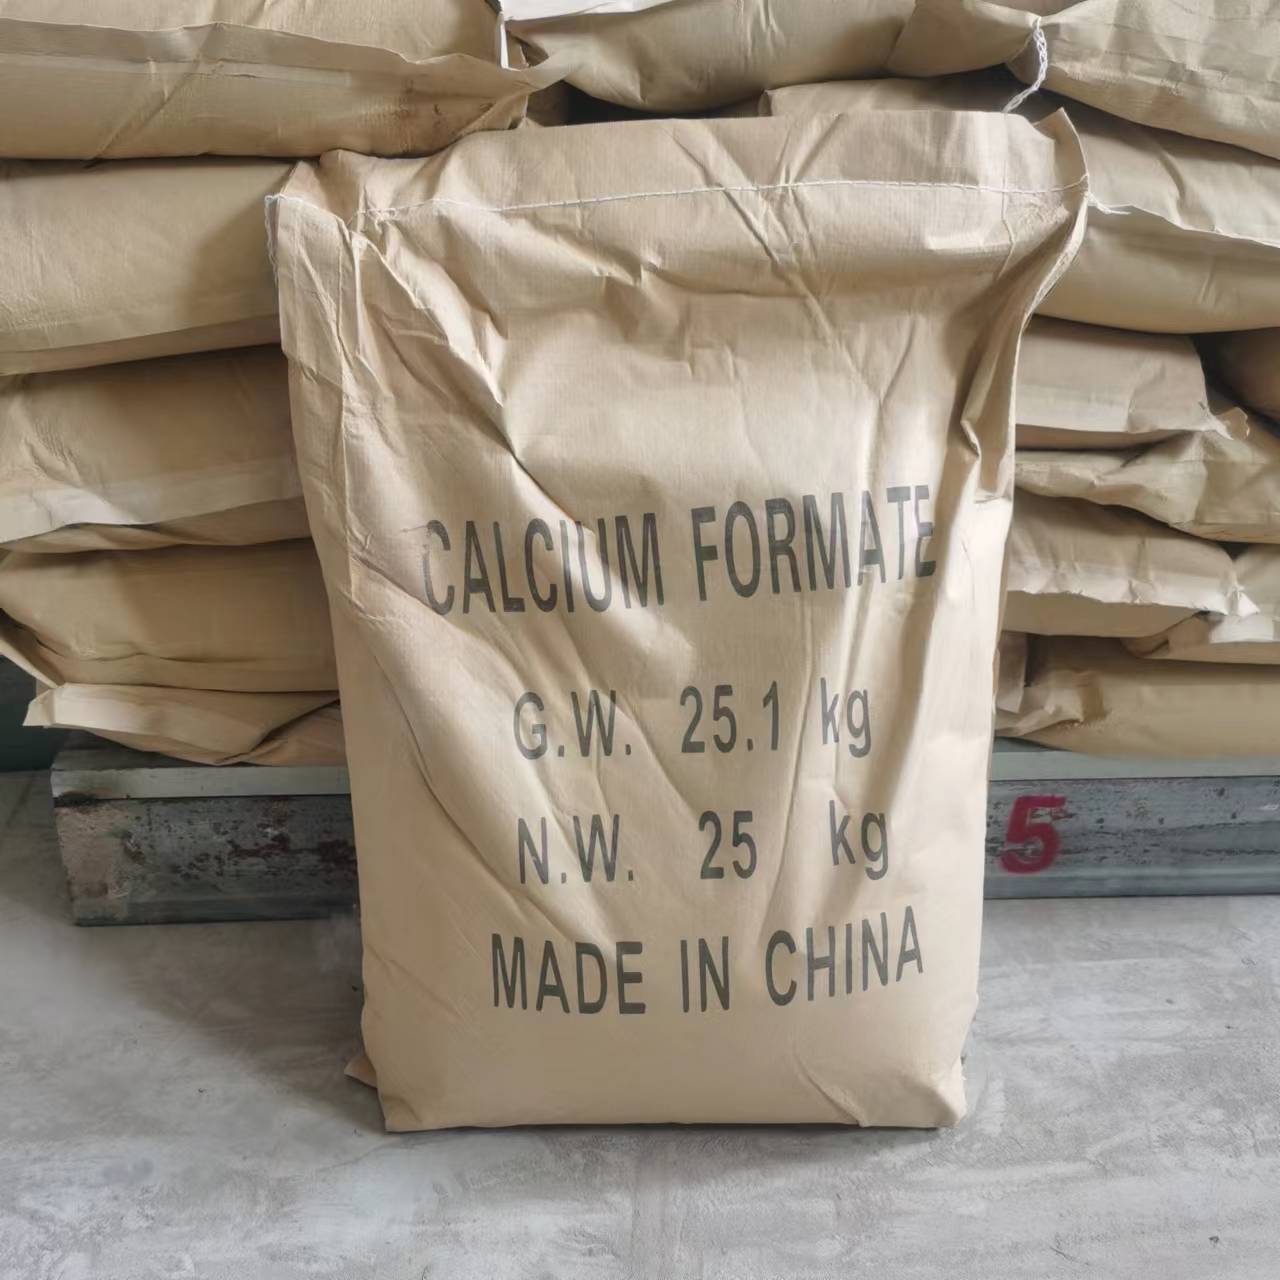 CALCIUM FORMATE
G.W. 25.1 kg
N.W. 25 kg
MADE IN CHINA
5